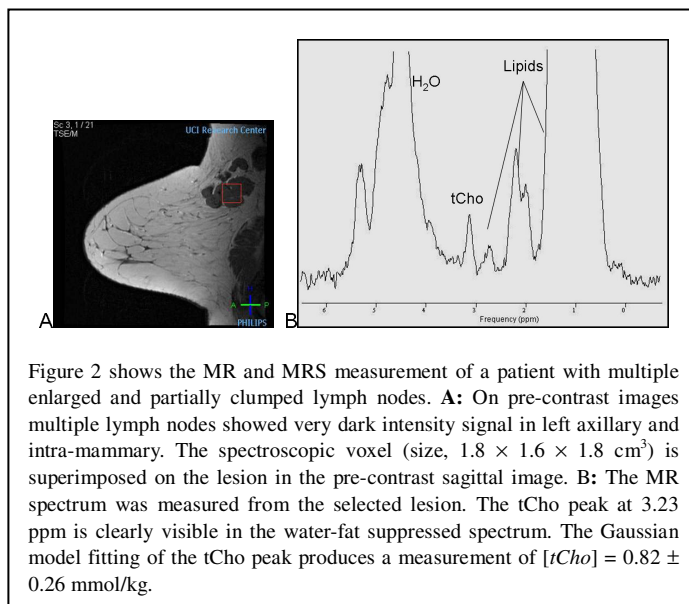 Sc 3, 1 / 21
TSE/M
UCI Research Center
A P
PHILIPS
A
H₂O
Lipids
tCho
6 5 4 3 2 1 0
Frequency (ppm)
B
Figure 2 shows the MR and MRS measurement of a patient with multiple
enlarged and partially clumped lymph nodes. A: On pre-contrast images
multiple lymph nodes showed very dark intensity signal in left axillary and
intra-mammary. The spectroscopic voxel (size, 1.8 × 1.6 × 1.8 cm³) is
superimposed on the lesion in the pre-contrast sagittal image. B: The MR
spectrum was measured from the selected lesion. The tCho peak at 3.23
ppm is clearly visible in the water-fat suppressed spectrum. The Gaussian
model fitting of the tCho peak produces a measurement of [tCho] = 0.82 ±
0.26 mmol/kg.